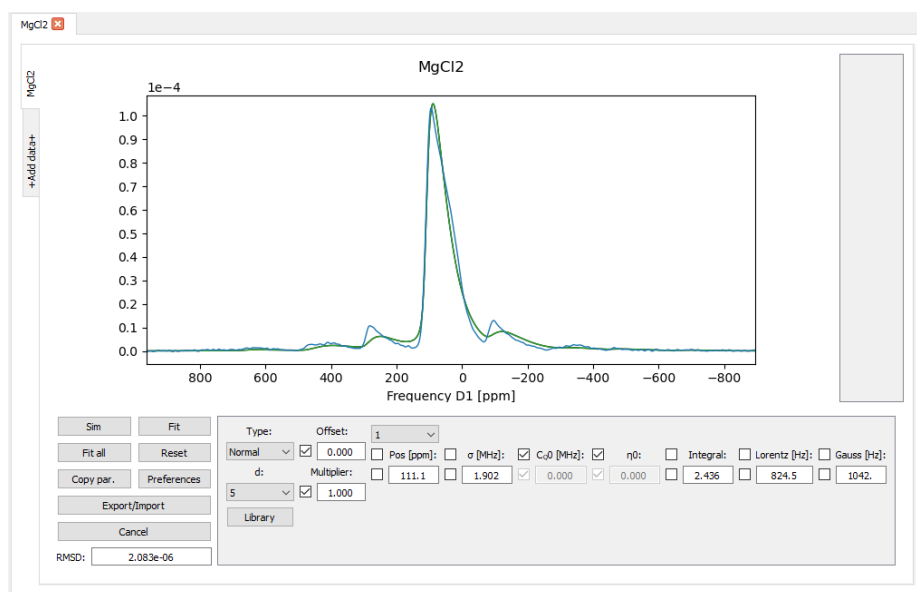 MgCl2
MgCl2
+Add data+
MgCl2
1e−4
1.0
0.9
0.8
0.7
0.6
0.5
0.4
0.3
0.2
0.1
0.0
800 600 400 200 0 −200 −400 −600 −800
Frequency D1 [ppm]
Sim Fit
Fit all Reset
Copy par. Preferences
Export/Import
Cancel
RMSD: 2.083e-06
Type: Offset: 1
Normal 0.000 Pos [ppm]: σ [MHz]: CQ0 [MHz]: η0: Integral: Lorentz [Hz]: Gauss [Hz]:
d: Multiplier: 111.1 1.902 0.000 0.000 2.436 824.5 1042.
5 1.000
Library